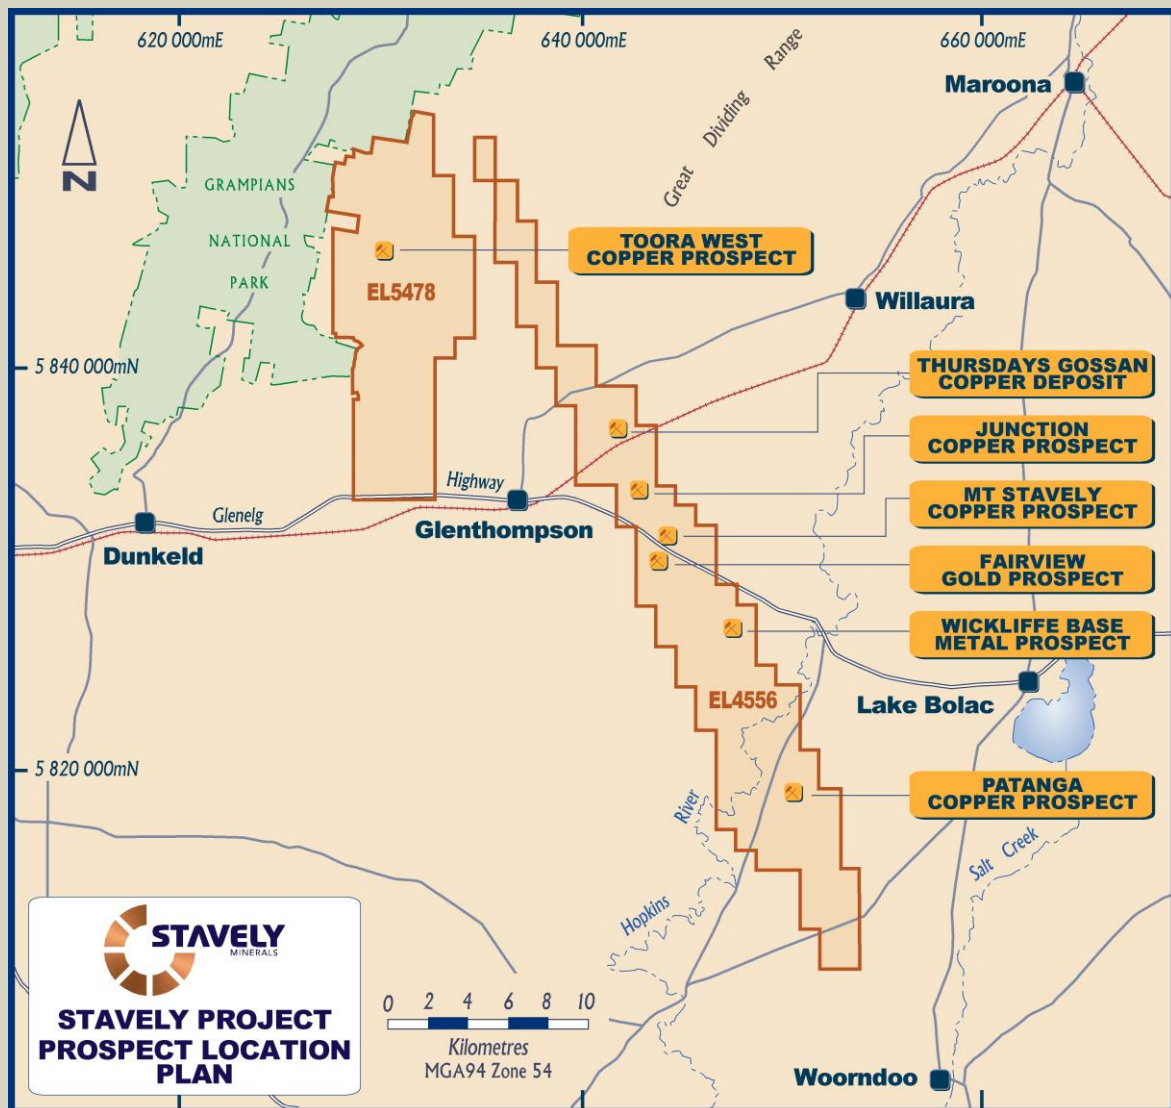 620 000mE
640 000mE
660 000mE
Great Dividing Range
Maroona
N
GRAMPIANS
NATIONAL
PARK
TOORA WEST
COPPER PROSPECT
EL5478
Willaura
5 840 000mN
THURSDAYS GOSSAN
COPPER DEPOSIT
JUNCTION
COPPER PROSPECT
Highway
MT STAVELY
COPPER PROSPECT
Glenelg
Glenthompson
Dunkeld
FAIRVIEW
GOLD PROSPECT
WICKLIFFE BASE
METAL PROSPECT
EL4556
Lake Bolac
5 820 000mN
PATANGA
COPPER PROSPECT
River
Salt Creek
Hopkins
STAVELY
MINERALS
STAVELY PROJECT
PROSPECT LOCATION
PLAN
0 2 4 6 8 10
Kilometres
MGA94 Zone 54
Woorndoo